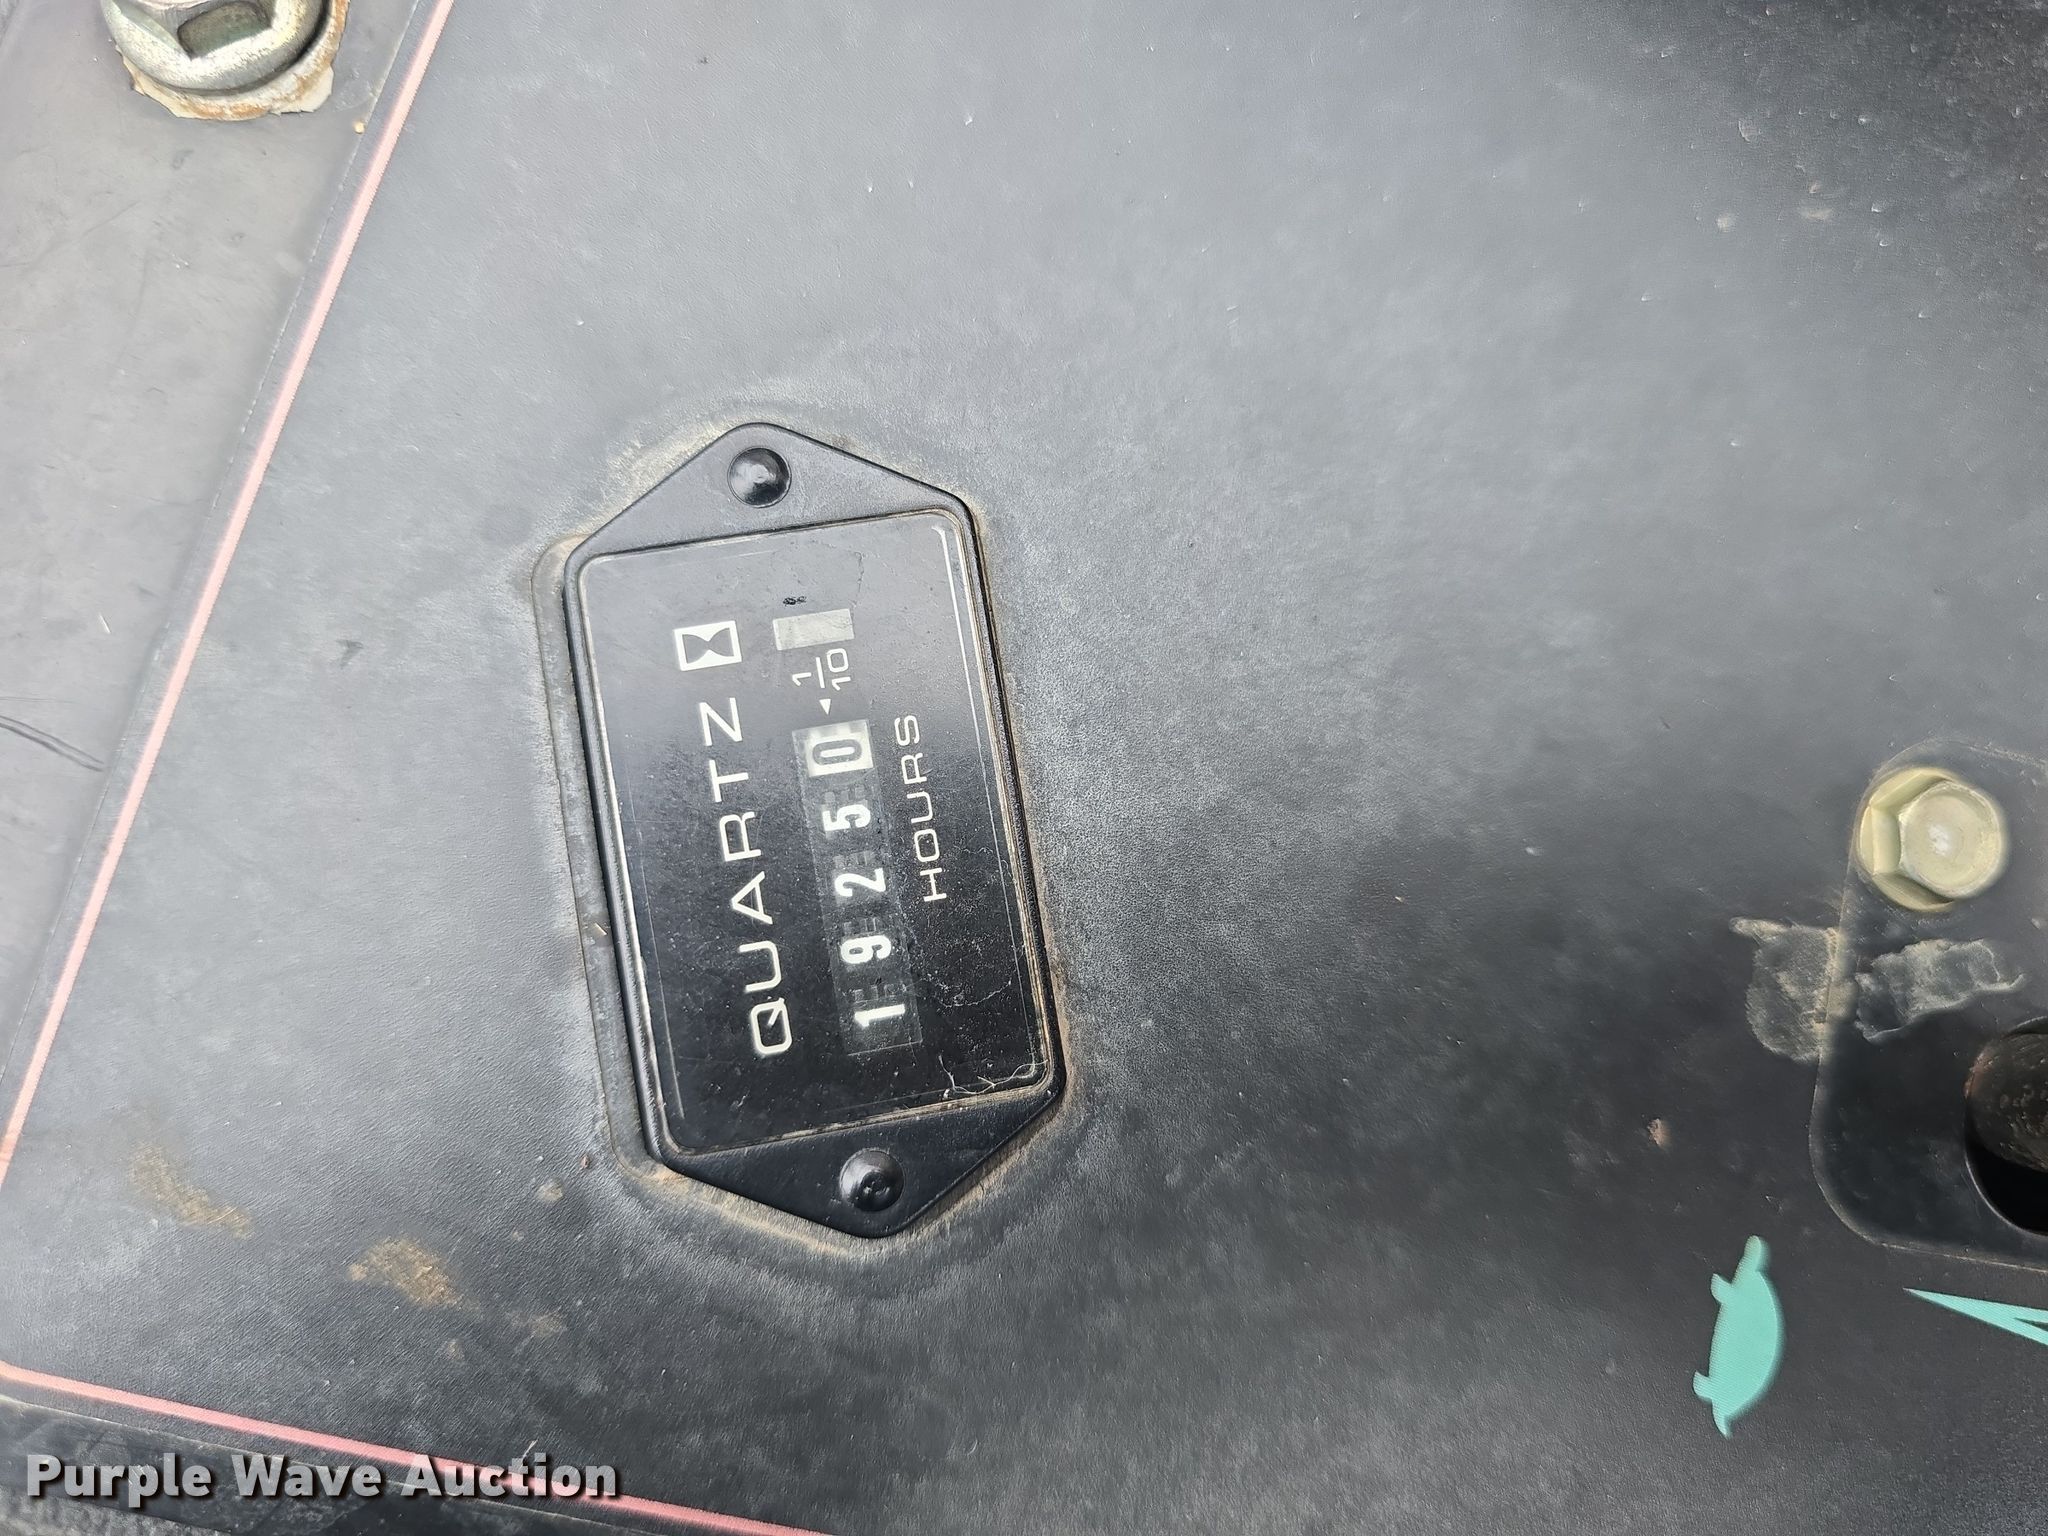 QUARTZ
19250 ◂ 1/10
HOURS
Purple Wave Auction